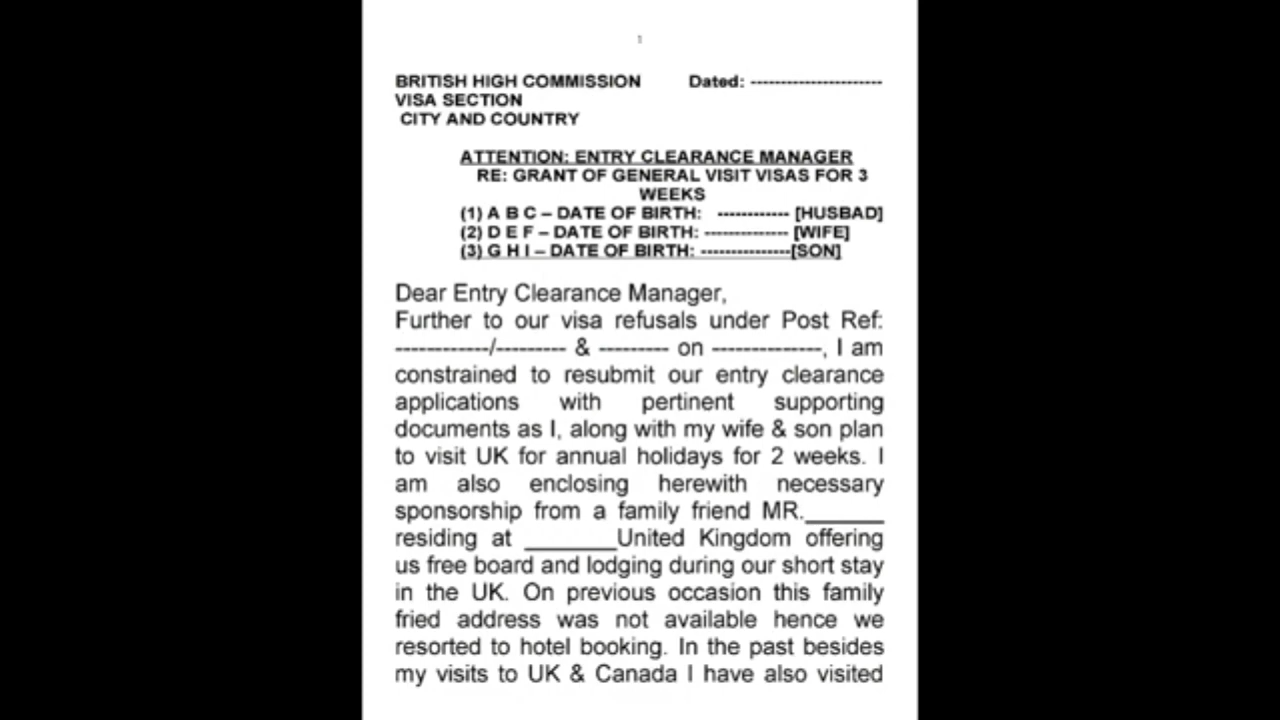 1
BRITISH HIGH COMMISSION Dated: ----------------------
VISA SECTION
CITY AND COUNTRY
ATTENTION: ENTRY CLEARANCE MANAGER
RE: GRANT OF GENERAL VISIT VISAS FOR 3
WEEKS
(1) A B C – DATE OF BIRTH: ------------ [HUSBAD]
(2) D E F – DATE OF BIRTH: -------------- [WIFE]
(3) G H I – DATE OF BIRTH: ---------------[SON]
Dear Entry Clearance Manager,
Further to our visa refusals under Post Ref:
------------/--------- & --------- on --------------, I am
constrained to resubmit our entry clearance
applications with pertinent supporting
documents as I, along with my wife & son plan
to visit UK for annual holidays for 2 weeks. I
am also enclosing herewith necessary
sponsorship from a family friend MR.______
residing at _______United Kingdom offering
us free board and lodging during our short stay
in the UK. On previous occasion this family
fried address was not available hence we
resorted to hotel booking. In the past besides
my visits to UK & Canada I have also visited